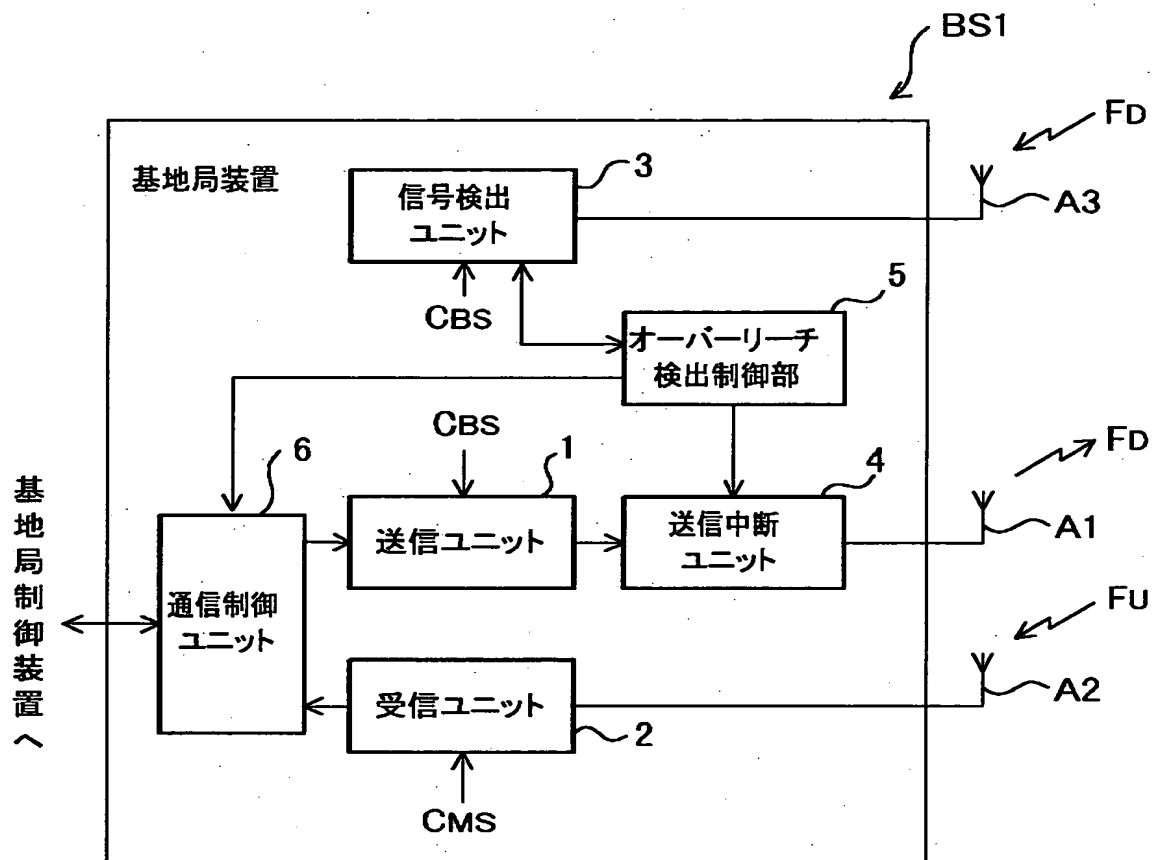 BS1
FD
基地局装置
3
信号検出
ユニット
A3
CBS
5
オーバーリーチ
検出制御部
CBS
6
1
4
FD
送信ユニット
送信中断
ユニット
A1
通信制御
ユニット
FU
受信ユニット
2
A2
CMS
基地局制御装置へ